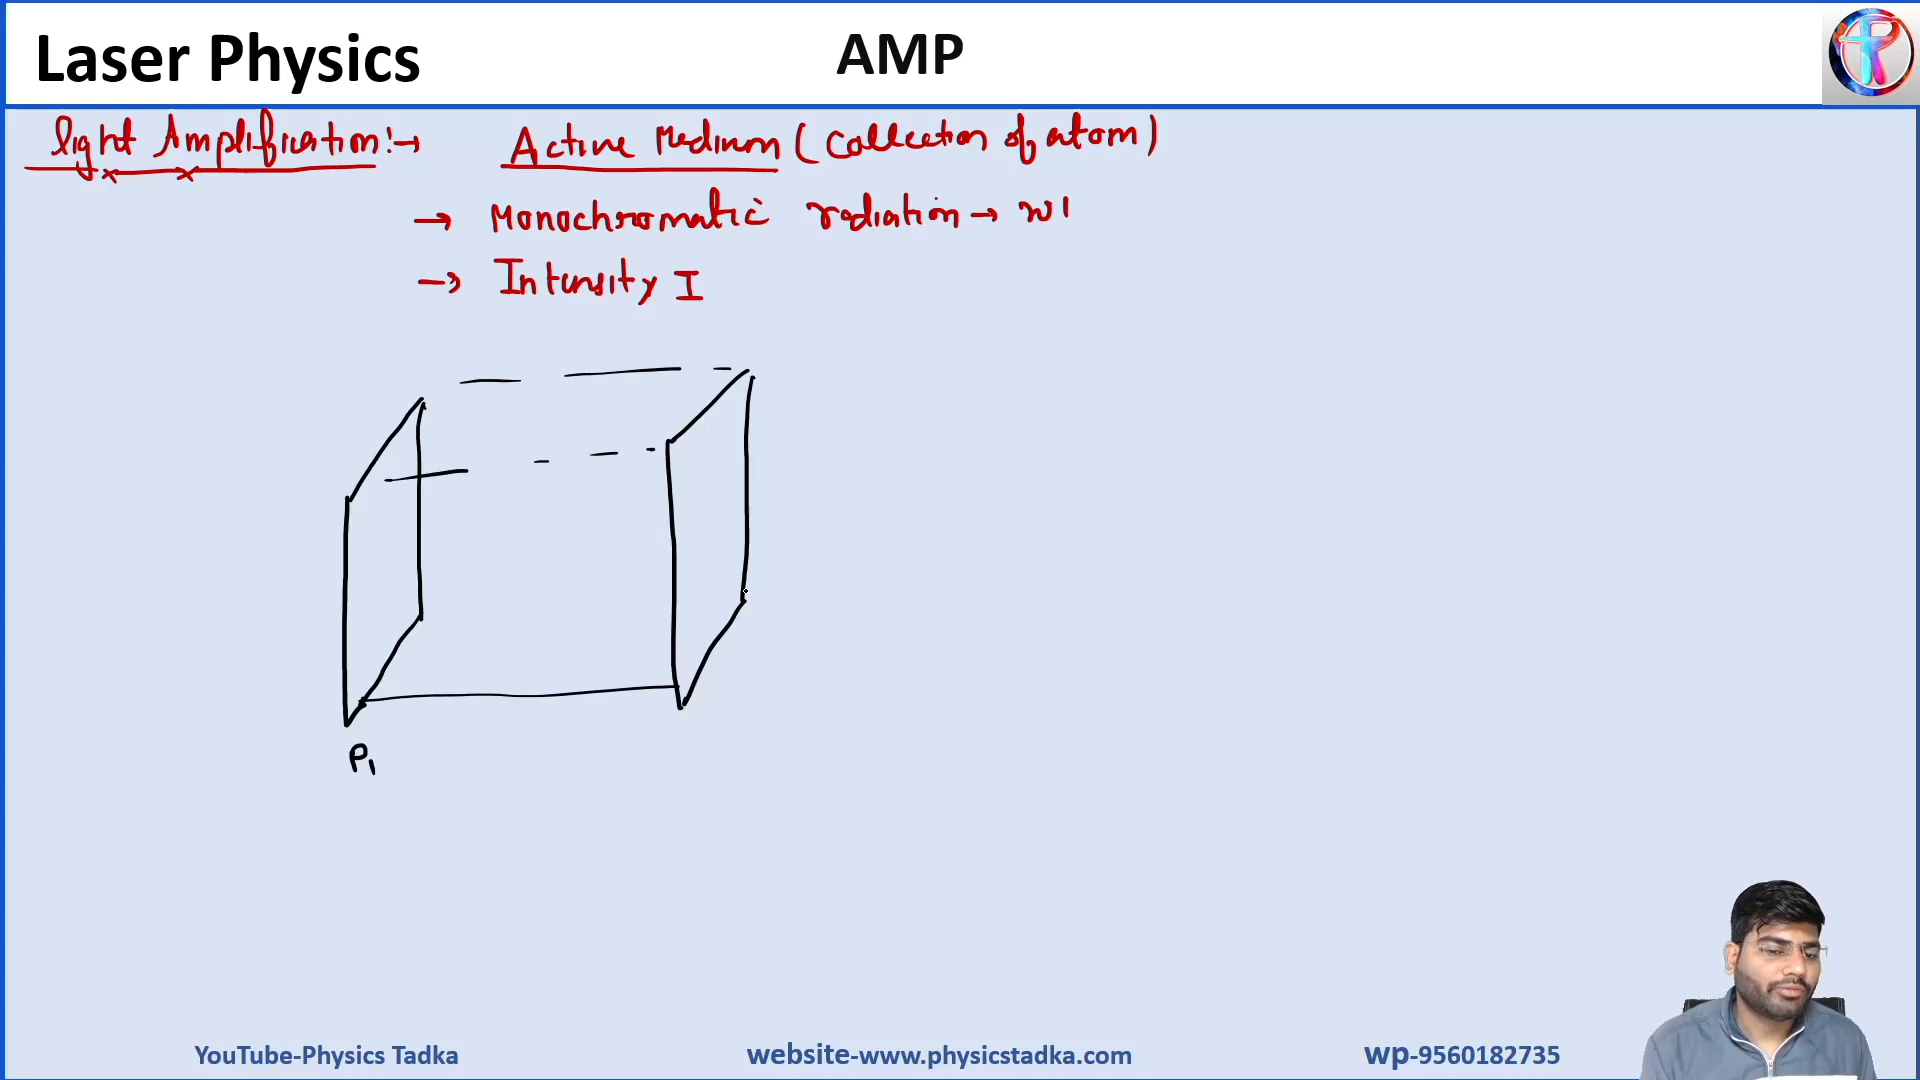 Laser Physics
AMP
light Amplification:→ Active Medium (Collection of atom)
→ Monochromatic radiation →
→ Intensity I
P1
YouTube-Physics Tadka
website-www.physicstadka.com
wp-9560182735